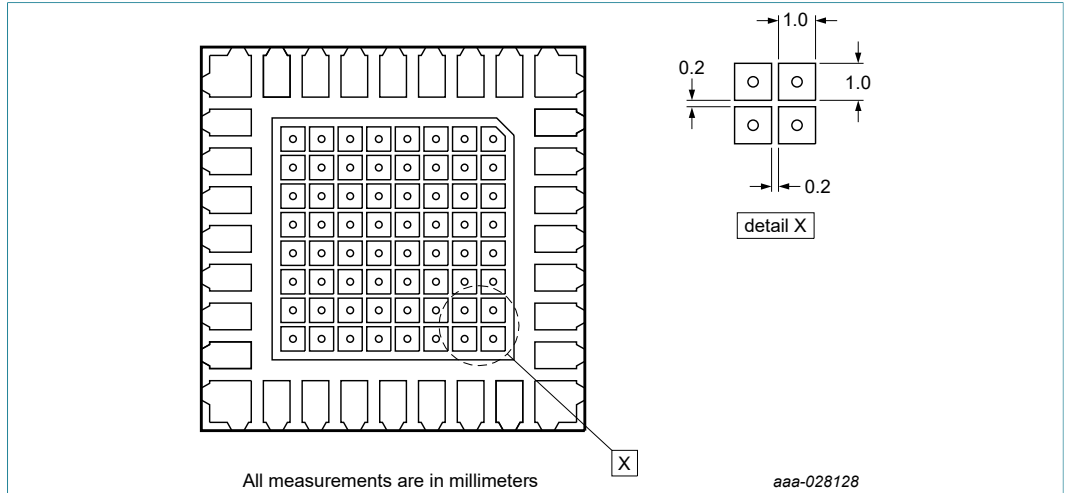 1.0
0.2
1.0
0.2
detail X
X
All measurements are in millimeters
aaa-028128